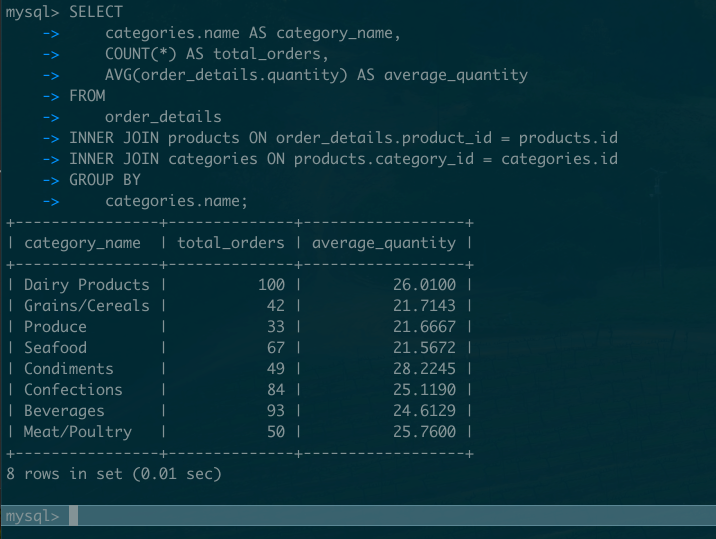 mysql> SELECT
    ->     categories.name AS category_name,
    ->     COUNT(*) AS total_orders,
    ->     AVG(order_details.quantity) AS average_quantity
    -> FROM
    ->     order_details
    -> INNER JOIN products ON order_details.product_id = products.id
    -> INNER JOIN categories ON products.category_id = categories.id
    -> GROUP BY
    ->     categories.name;
+----------------+--------------+------------------+
| category_name  | total_orders | average_quantity |
+----------------+--------------+------------------+
| Dairy Products |          100 |          26.0100 |
| Grains/Cereals |           42 |          21.7143 |
| Produce        |           33 |          21.6667 |
| Seafood        |           67 |          21.5672 |
| Condiments     |           49 |          28.2245 |
| Confections    |           84 |          25.1190 |
| Beverages      |           93 |          24.6129 |
| Meat/Poultry   |           50 |          25.7600 |
+----------------+--------------+------------------+
8 rows in set (0.01 sec)
mysql>